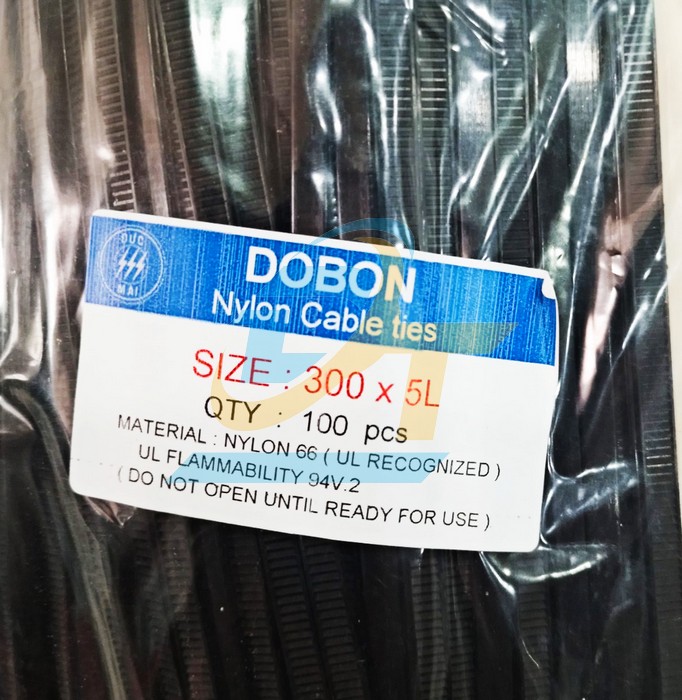 DUC
MAI
DOBON
Nylon Cable ties
SIZE : 300 x 5L
QTY : 100 pcs
MATERIAL : NYLON 66 ( UL RECOGNIZED )
UL FLAMMABILITY 94V.2
( DO NOT OPEN UNTIL READY FOR USE )